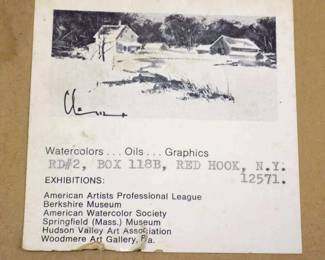 Watercolors . . . Oils . . . Graphics
RD#2, BOX 118B, RED HOOK, N.Y.
12571.
EXHIBITIONS:
American Artists Professional League
Berkshire Museum
American Watercolor Society
Springfield (Mass.) Museum
Hudson Valley Art Association
Woodmere Art Gallery, Pa.